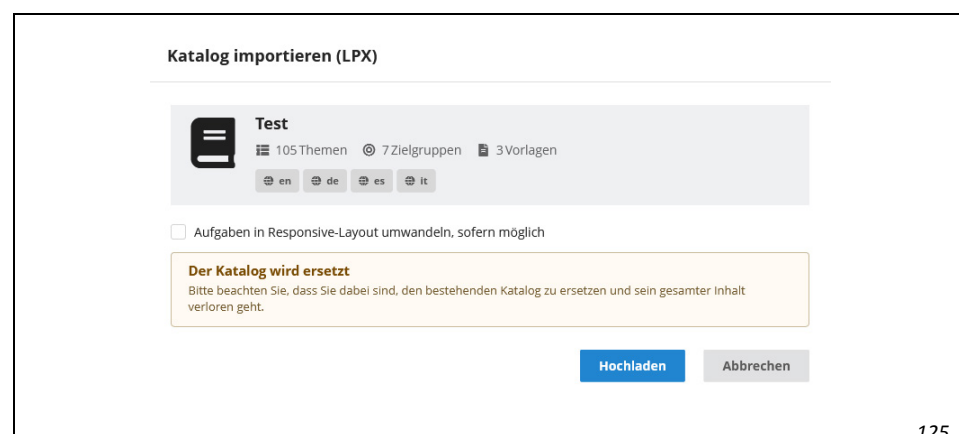 Katalog importieren (LPX)
Test
105 Themen 7 Zielgruppen 3 Vorlagen
en de es it
Aufgaben in Responsive-Layout umwandeln, sofern möglich
Der Katalog wird ersetzt
Bitte beachten Sie, dass Sie dabei sind, den bestehenden Katalog zu ersetzen und sein gesamter Inhalt
verloren geht.
Hochladen Abbrechen
125